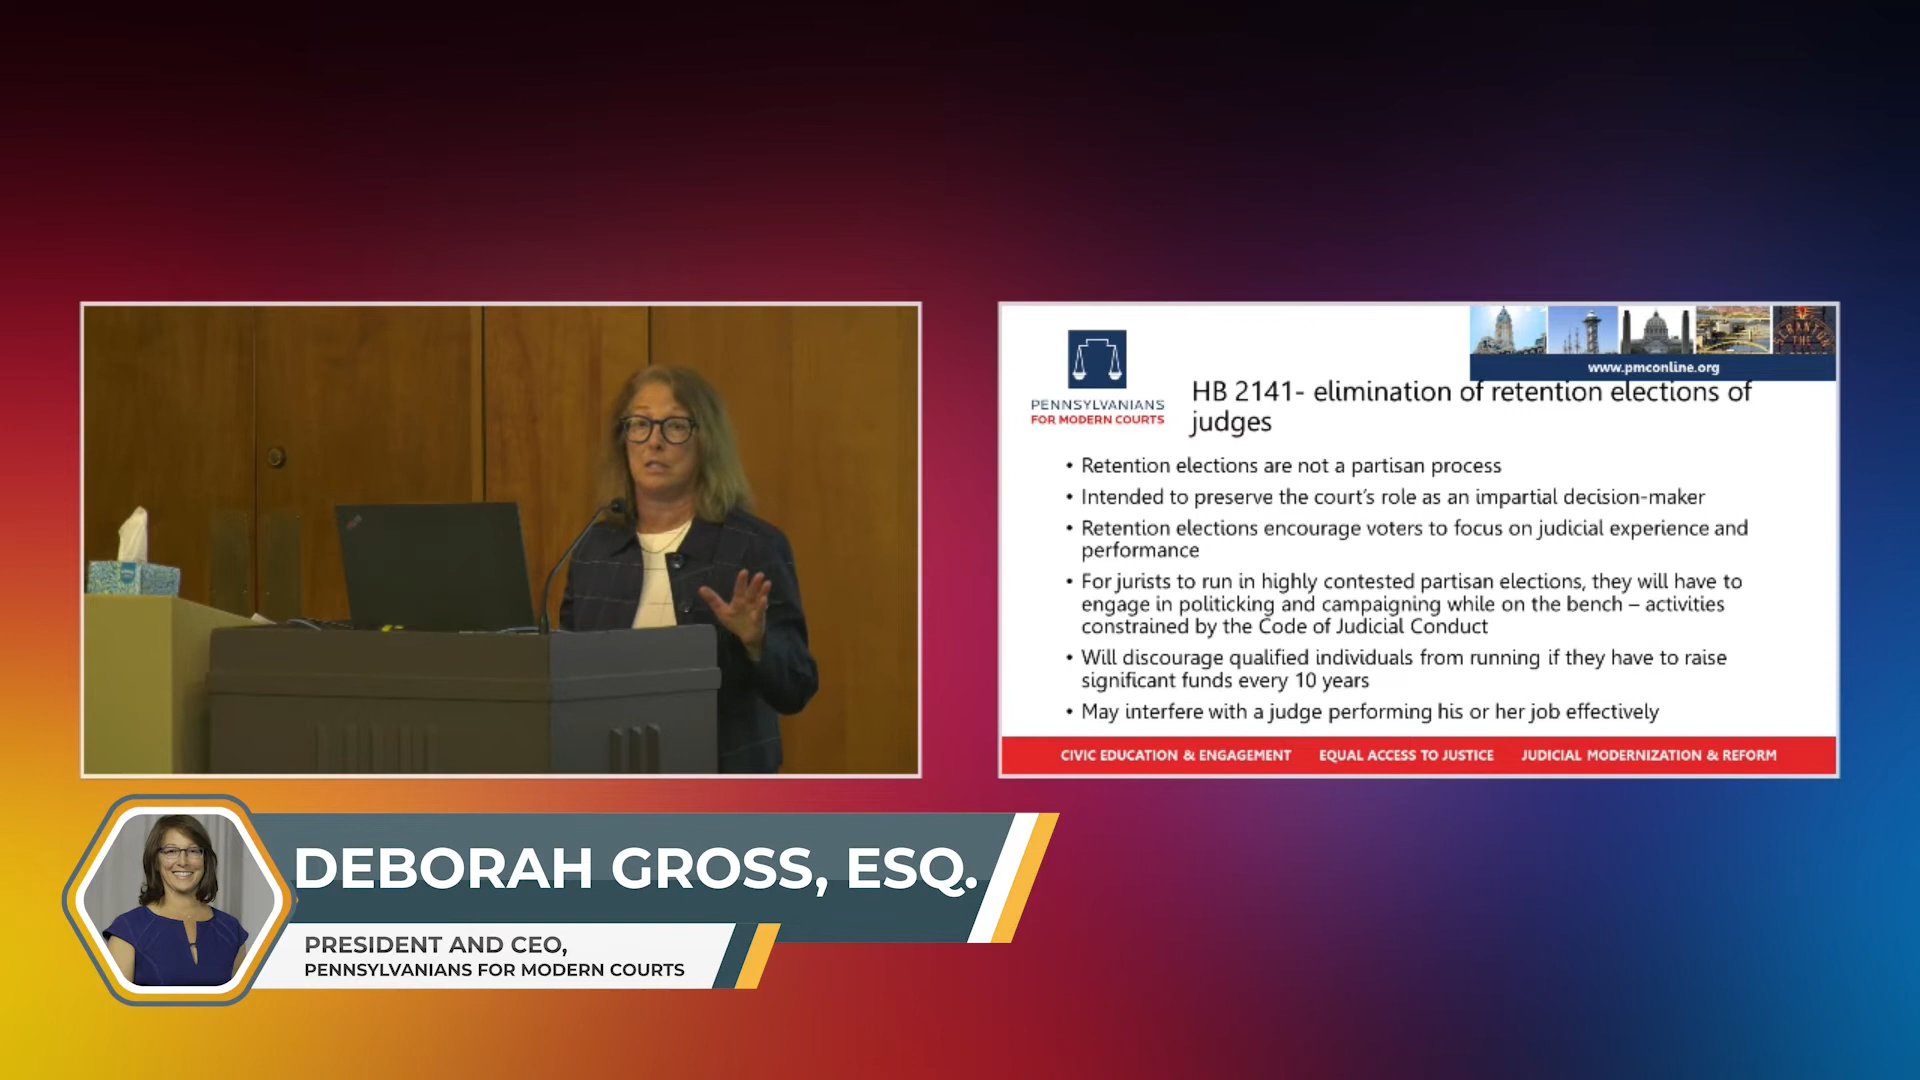 www.pmconline.org
PENNSYLVANIANS
FOR MODERN COURTS
HB 2141- elimination of retention elections of
judges
• Retention elections are not a partisan process
• Intended to preserve the court's role as an impartial decision-maker
• Retention elections encourage voters to focus on judicial experience and
performance
• For jurists to run in highly contested partisan elections, they will have to
engage in politicking and campaigning while on the bench – activities
constrained by the Code of Judicial Conduct
• Will discourage qualified individuals from running if they have to raise
significant funds every 10 years
• May interfere with a judge performing his or her job effectively
CIVIC EDUCATION & ENGAGEMENT EQUAL ACCESS TO JUSTICE JUDICIAL MODERNIZATION & REFORM
DEBORAH GROSS, ESQ.
PRESIDENT AND CEO,
PENNSYLVANIANS FOR MODERN COURTS